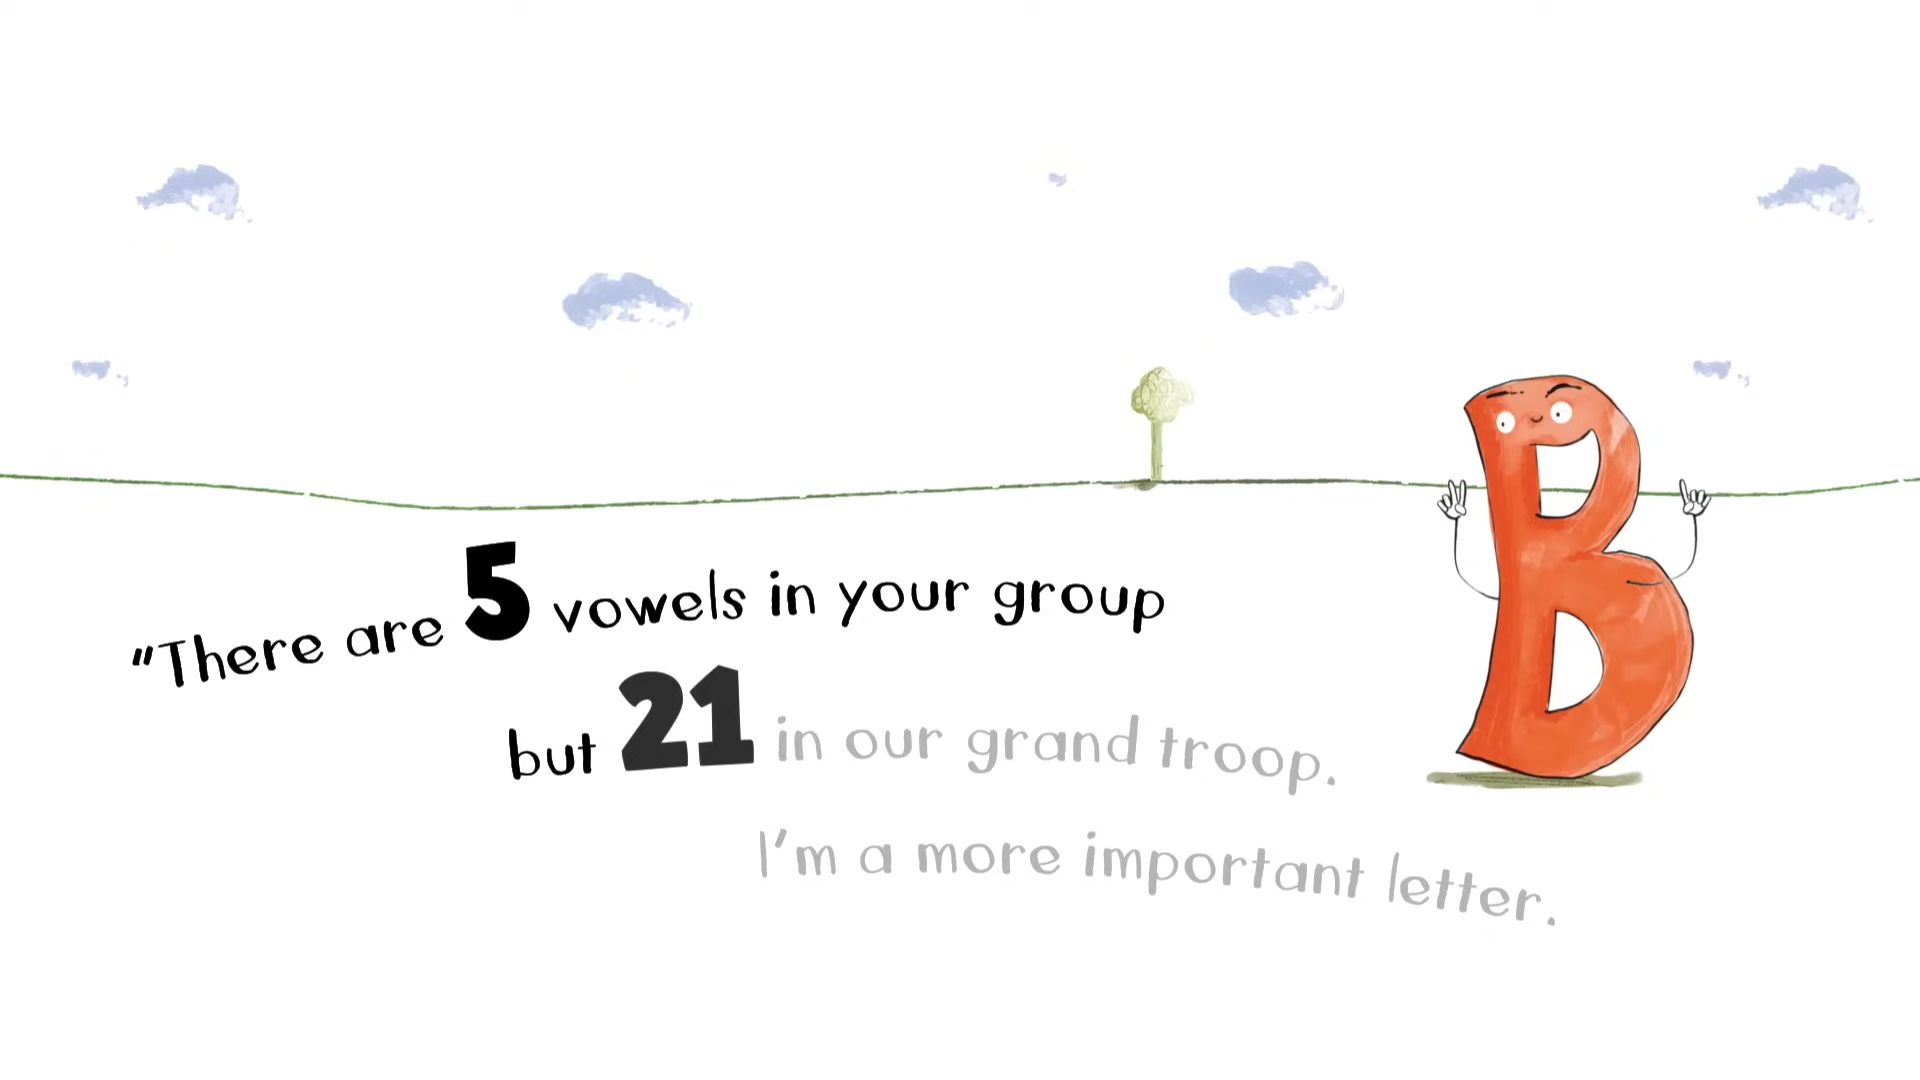 "There are 5 vowels in your group
but 21 in our grand troop.
I'm a more important letter.